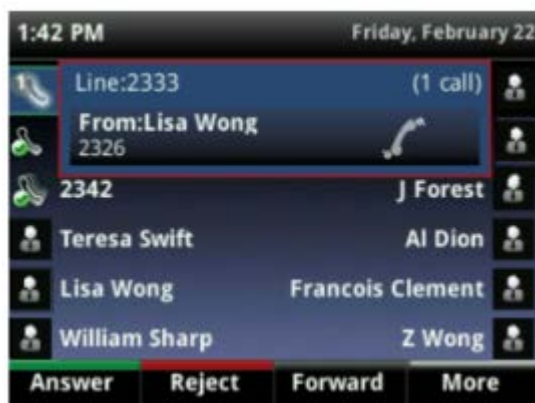 1:42 PM Friday, February 22
Line:2333 (1 call)
From:Lisa Wong
2326
2342 J Forest
Teresa Swift Al Dion
Lisa Wong Francois Clement
William Sharp Z Wong
Answer Reject Forward More